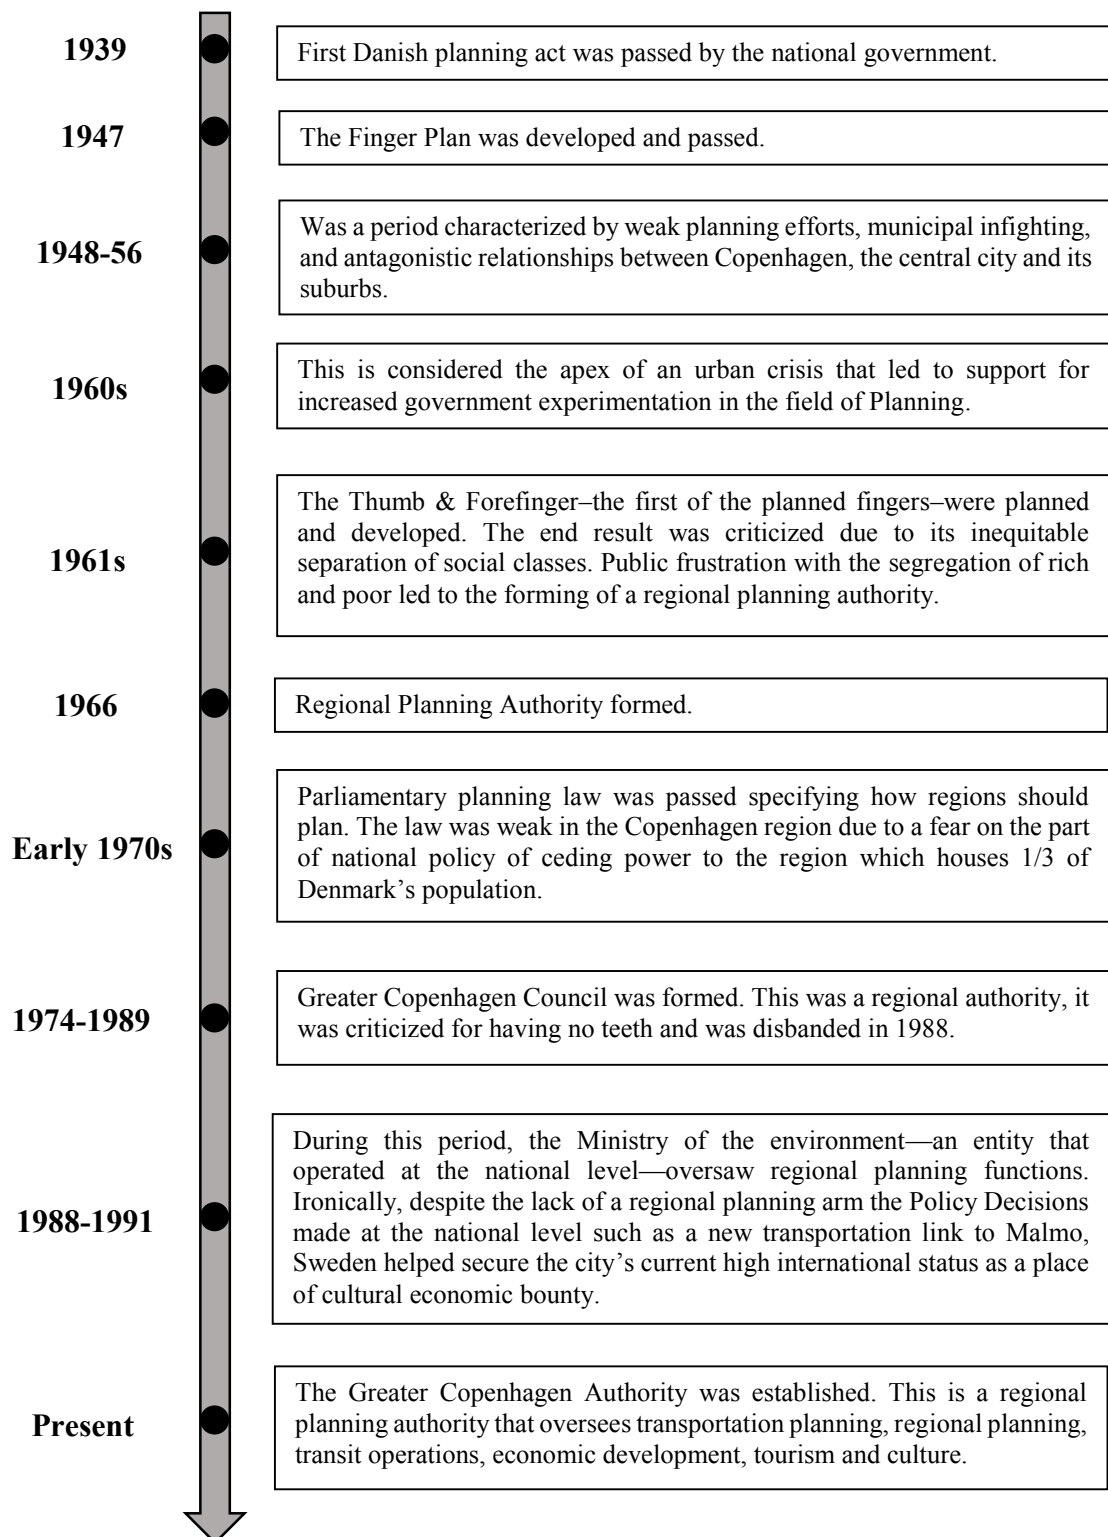 1939
First Danish planning act was passed by the national government.
1947
The Finger Plan was developed and passed.
1948-56
Was a period characterized by weak planning efforts, municipal infighting,
and antagonistic relationships between Copenhagen, the central city and its
suburbs.
1960s
This is considered the apex of an urban crisis that led to support for
increased government experimentation in the field of Planning.
1961s
The Thumb & Forefinger–the first of the planned fingers–were planned
and developed. The end result was criticized due to its inequitable
separation of social classes. Public frustration with the segregation of rich
and poor led to the forming of a regional planning authority.
1966
Regional Planning Authority formed.
Early 1970s
Parliamentary planning law was passed specifying how regions should
plan. The law was weak in the Copenhagen region due to a fear on the part
of national policy of ceding power to the region which houses 1/3 of
Denmark’s population.
1974-1989
Greater Copenhagen Council was formed. This was a regional authority, it
was criticized for having no teeth and was disbanded in 1988.
1988-1991
During this period, the Ministry of the environment—an entity that
operated at the national level—oversaw regional planning functions.
Ironically, despite the lack of a regional planning arm the Policy Decisions
made at the national level such as a new transportation link to Malmo,
Sweden helped secure the city’s current high international status as a place
of cultural economic bounty.
Present
The Greater Copenhagen Authority was established. This is a regional
planning authority that oversees transportation planning, regional planning,
transit operations, economic development, tourism and culture.